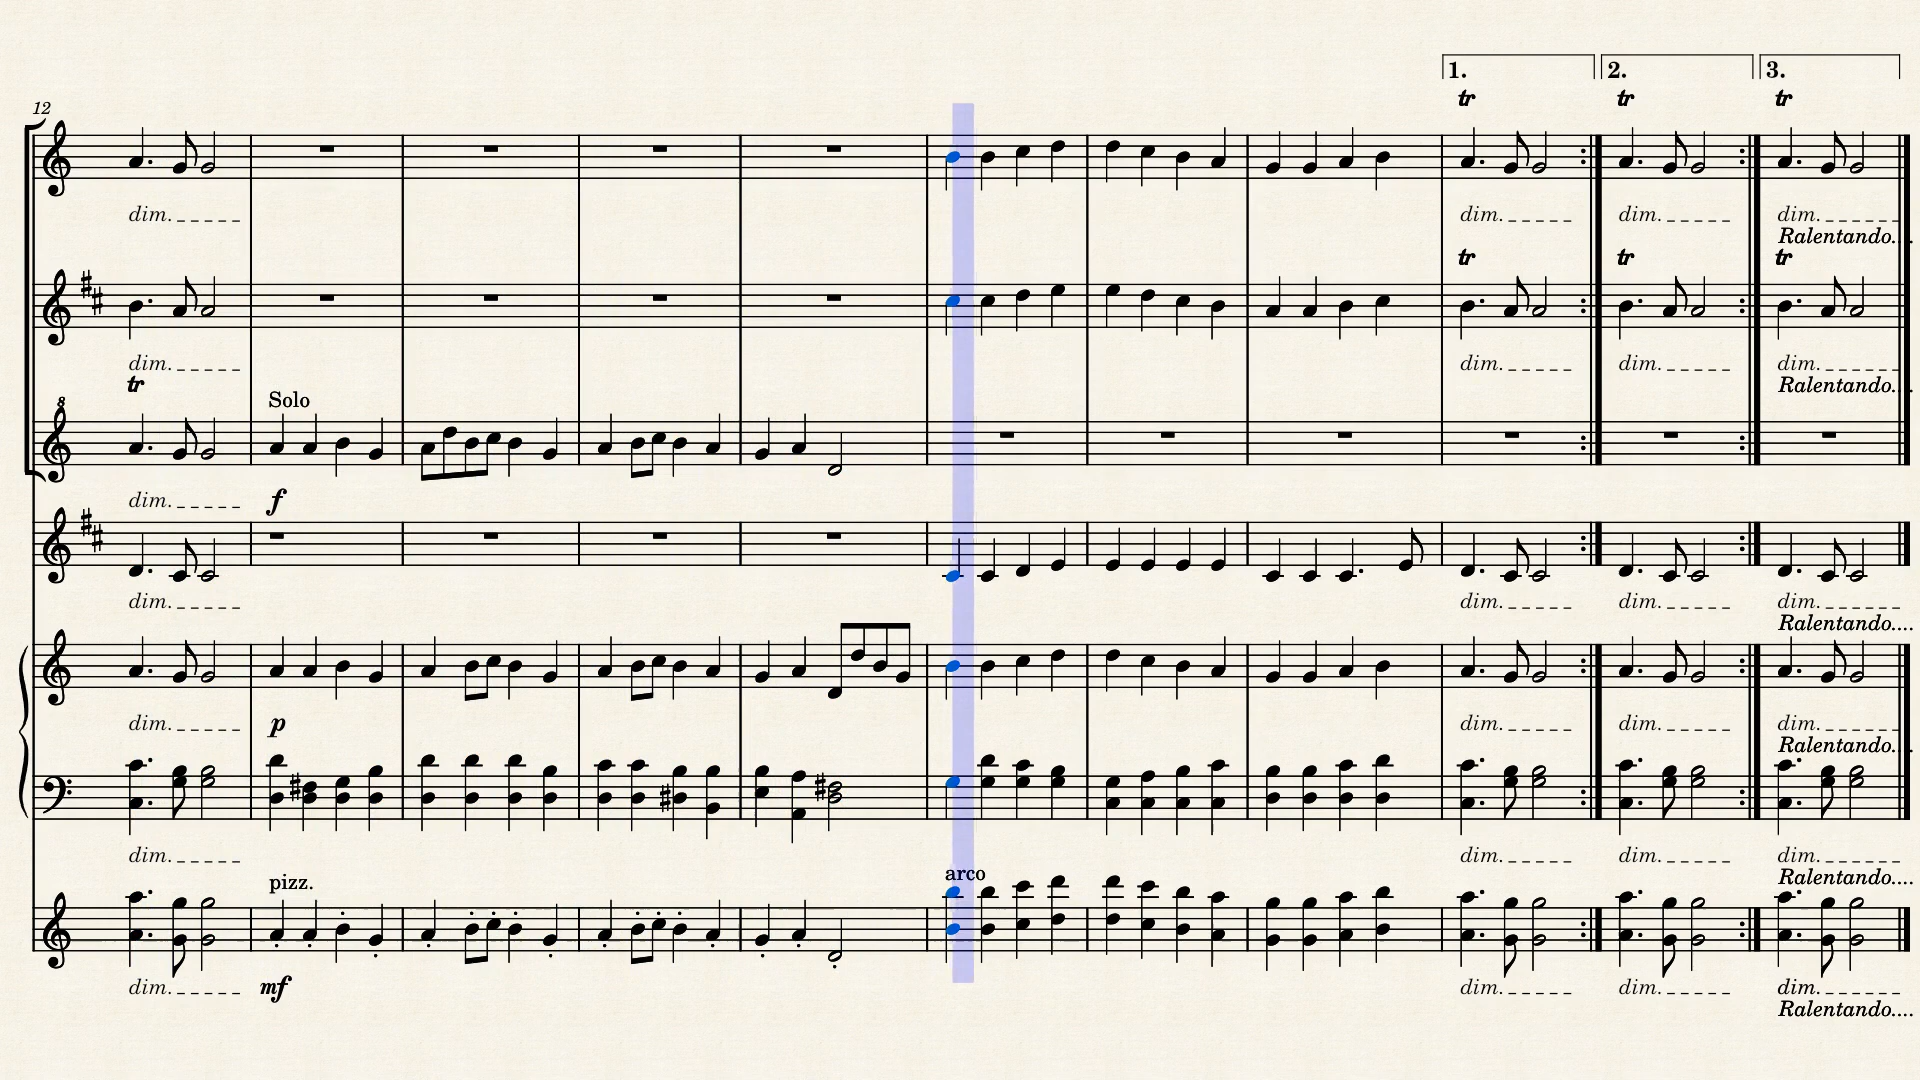 1. 2. 3.
tr tr tr
12
dim. dim. dim. dim.
Ralentando....
tr tr tr
dim. dim. dim. dim.
tr Ralentando....
Solo
8
dim. f
dim. dim. dim. dim.
Ralentando....
dim. p dim. dim. dim.
Ralentando....
dim. dim. dim. dim.
arco Ralentando....
pizz.
dim. mf dim. dim. dim.
Ralentando....